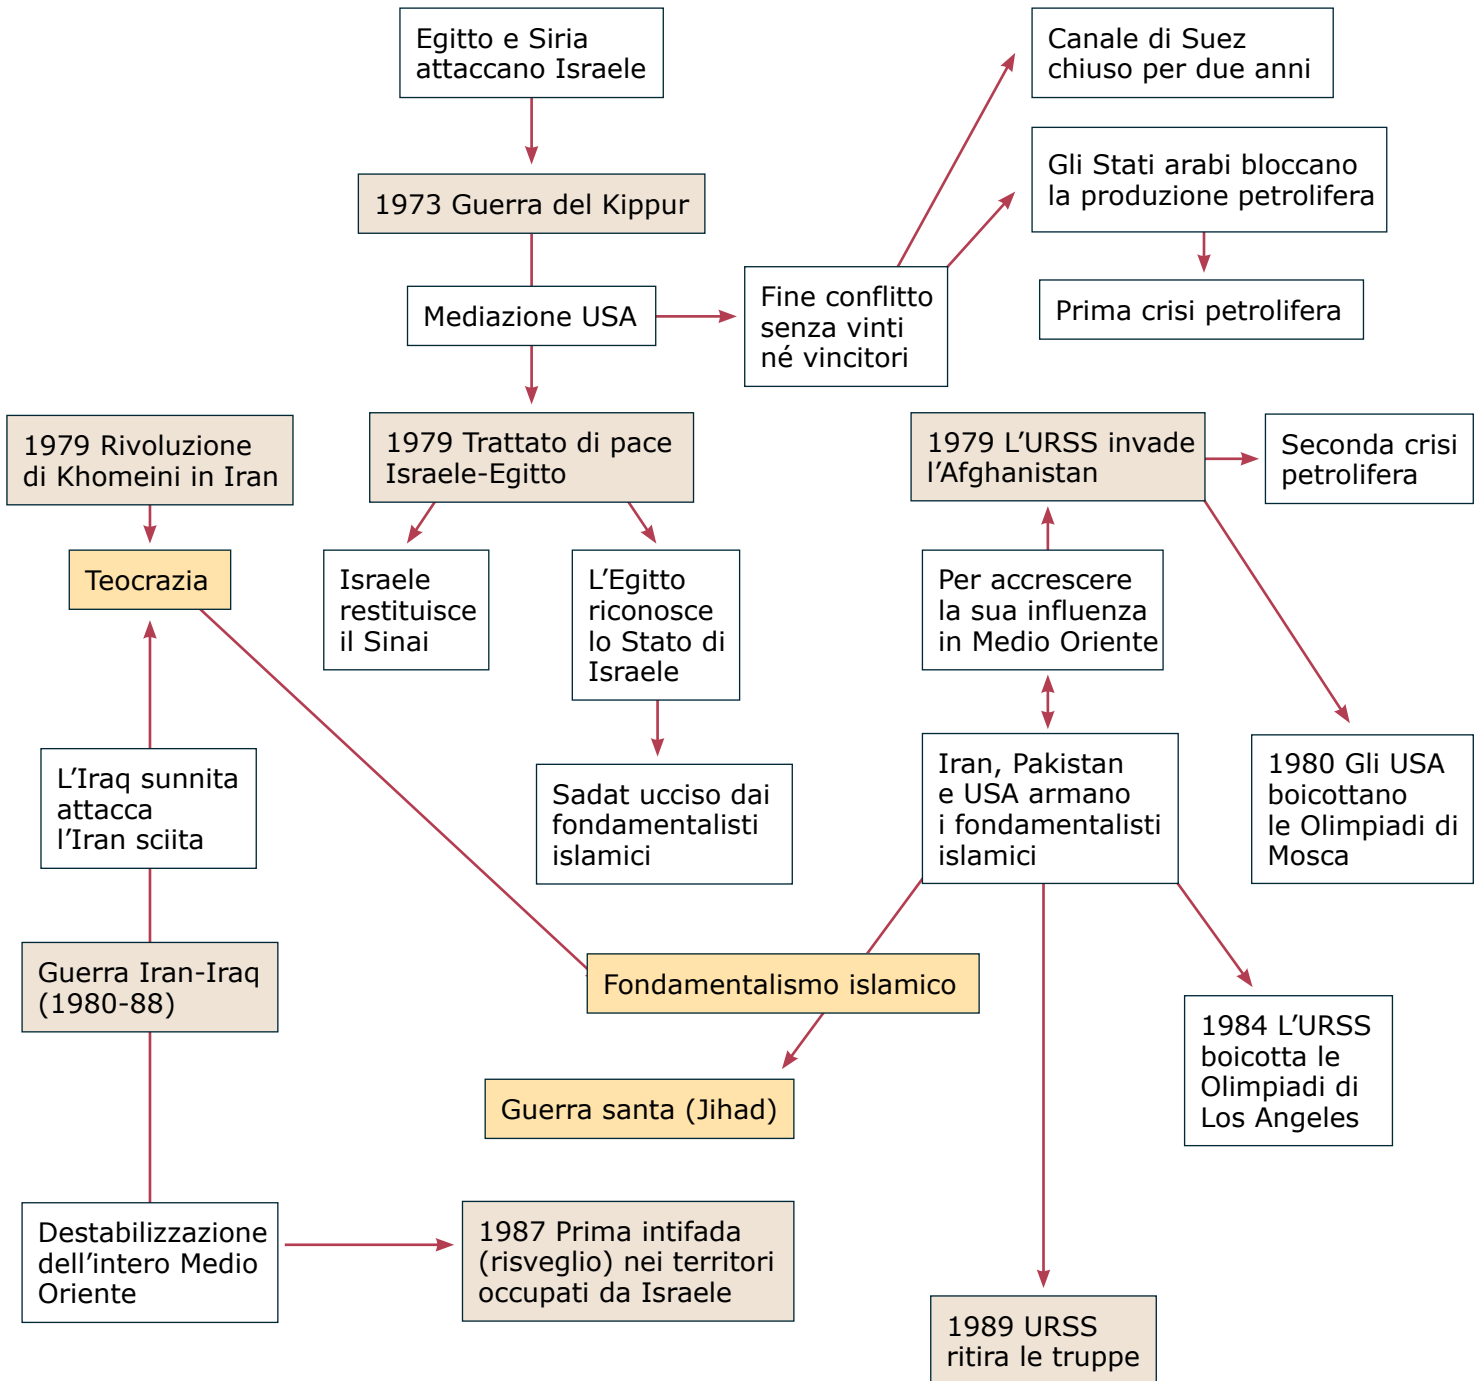 Egitto e Siria
attaccano Israele
Canale di Suez
chiuso per due anni
Gli Stati arabi bloccano
la produzione petrolifera
1973 Guerra del Kippur
Mediazione USA
Fine conflitto
senza vinti
né vincitori
Prima crisi petrolifera
1979 Rivoluzione
di Khomeini in Iran
1979 Trattato di pace
Israele-Egitto
1979 L'URSS invade
l'Afghanistan
Seconda crisi
petrolifera
Teocrazia
Israele
restituisce
il Sinai
L'Egitto
riconosce
lo Stato di
Israele
Per accrescere
la sua influenza
in Medio Oriente
L'Iraq sunnita
attacca
l'Iran sciita
Sadat ucciso dai
fondamentalisti
islamici
Iran, Pakistan
e USA armano
i fondamentalisti
islamici
1980 Gli USA
boicottano
le Olimpiadi di
Mosca
Guerra Iran-Iraq
(1980-88)
Fondamentalismo islamico
1984 L'URSS
boicotta le
Olimpiadi di
Los Angeles
Guerra santa (Jihad)
Destabilizzazione
dell'intero Medio
Oriente
1987 Prima intifada
(risveglio) nei territori
occupati da Israele
1989 URSS
ritira le truppe